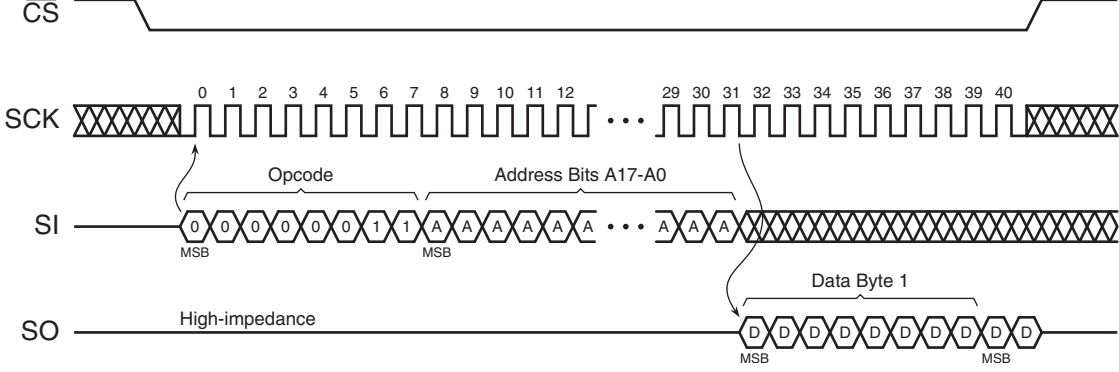 CS
0 1 2 3 4 5 6 7 8 9 10 11 12 29 30 31 32 33 34 35 36 37 38 39 40
SCK
Opcode Address Bits A17-A0
SI 0 0 0 0 0 0 1 1 A A A A A A A A A
MSB MSB
Data Byte 1
High-impedance
SO D D D D D D D D D D
MSB MSB